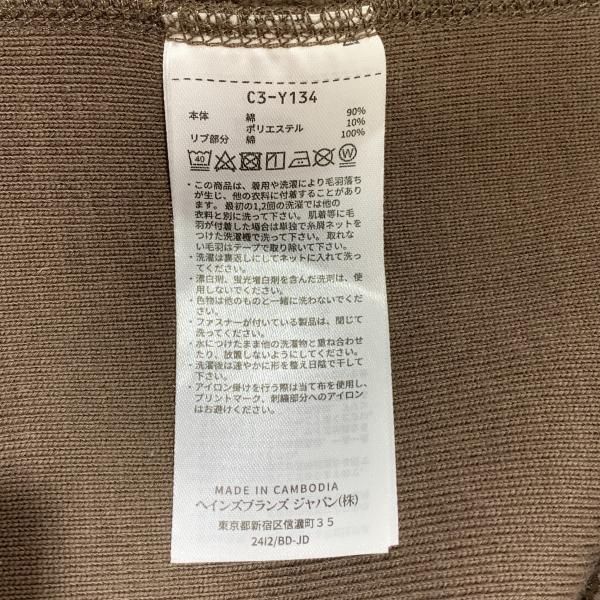 C3-Y134
本体 綿 90%
ポリエステル 10%
リブ部分 綿 100%
40 W
・この商品は、着用や洗濯により毛羽落ち
が生じ、他の衣料に付着することがあり
ます。最初の1,2回の洗濯では他の
衣料と別に洗って下さい。肌着等に毛
羽が付着した場合は単独で糸屑ネットを
つけた洗濯機で洗って下さい。取れな
い毛羽はテープで取り除いて下さい。
・洗濯は裏返しにしてネットに入れて洗っ
てください。
・漂白剤、蛍光増白剤を含んだ洗剤は、使
用しないでください。
・色物は他のものと一緒に洗わないでくだ
さい。
・ファスナーが付いている製品は、閉じて
洗ってください。
・水につけたまま他の洗濯物と重ね合わせ
たり、放置しないようにしてください。
・洗濯後は速やかに形を整え日陰で干して
下さい。
・アイロン掛けを行う際は当て布を使用し、
プリントマーク、刺繍部分へのアイロン
はお避けください。
MADE IN CAMBODIA
ヘインズブランズ ジャパン(株)
東京都新宿区信濃町35
2412/BD-JD